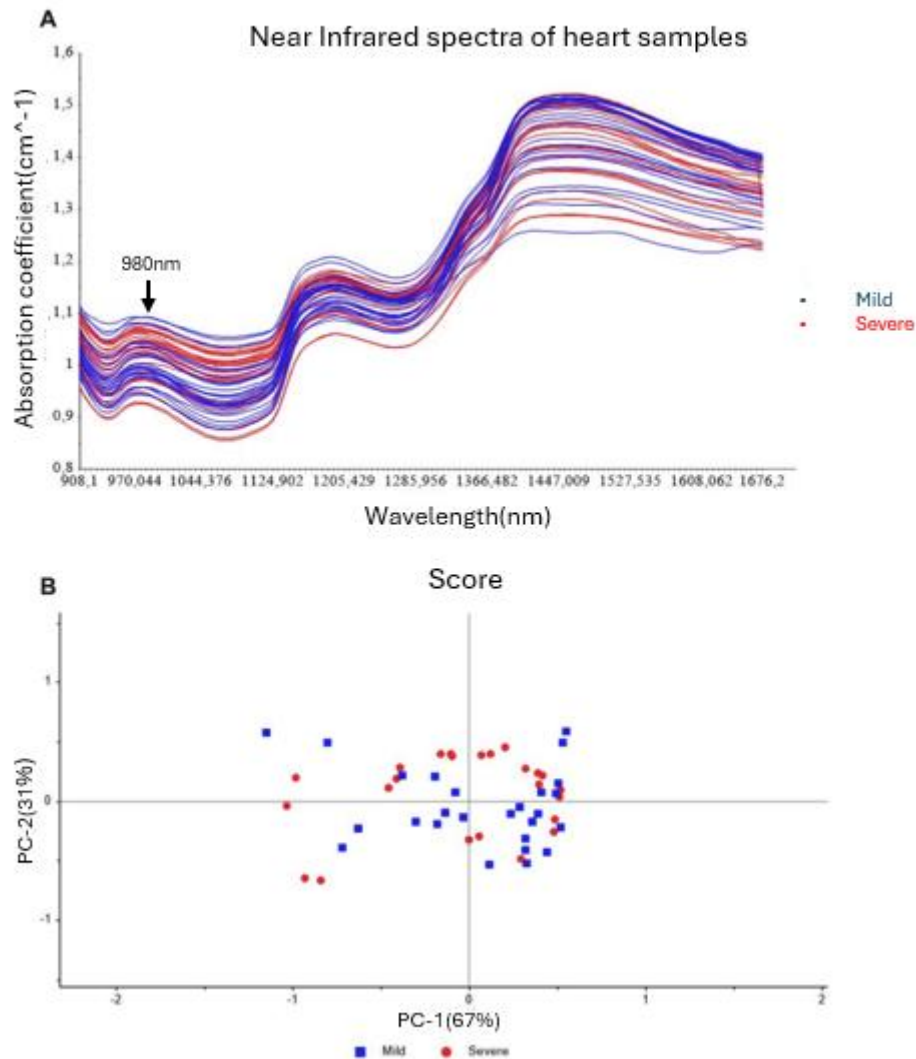 A
Near Infrared spectra of heart samples
Absorption coefficient(cm^-1)
1,6
1,5
1,4
1,3
1,2
1,1
1
0,9
0,8
980nm
Mild
Severe
908,1 970,044 1044,376 1124,902 1205,429 1285,956 1366,482 1447,009 1527,535 1608,062 1676,2
Wavelength(nm)
B
Score
PC-2(31%)
1
0
-1
-2 -1 0 1 2
PC-1(67%)
Mild Severe